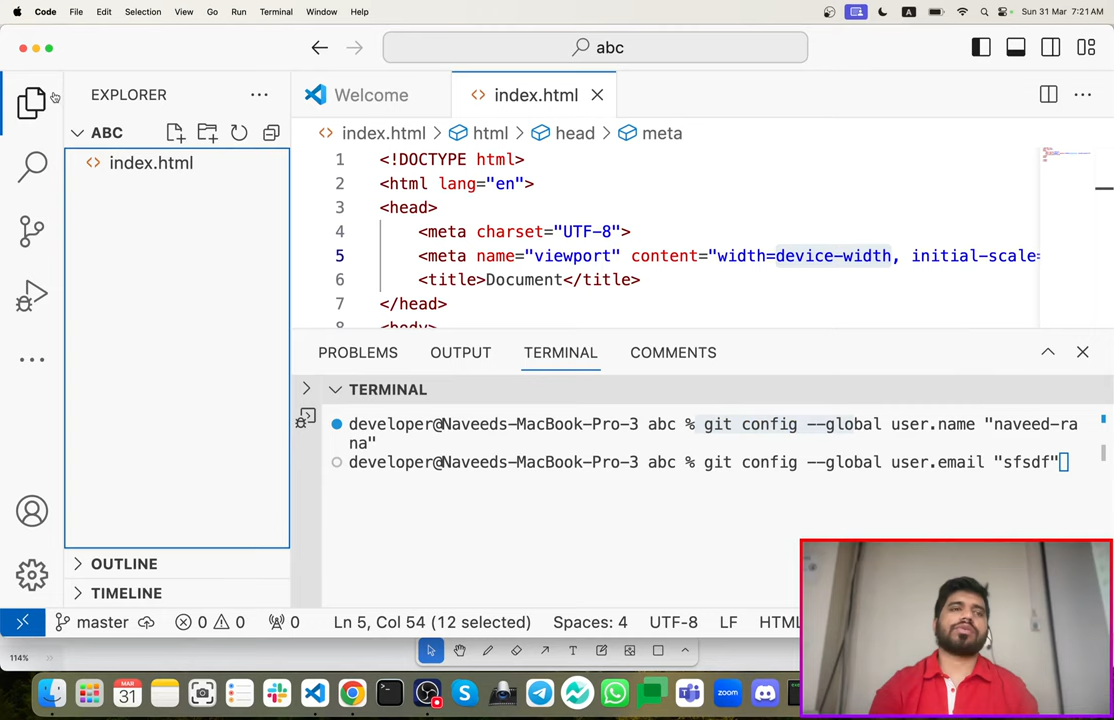 Code File Edit Selection View Go Run Terminal Window Help
A
Sun 31 Mar 7:21 AM
abc
EXPLORER
ABC
index.html
OUTLINE
TIMELINE
Welcome
index.html
index.html > html > head > meta
1 <!DOCTYPE html>
2 <html lang="en">
3 <head>
4 <meta charset="UTF-8">
5 <meta name="viewport" content="width=device-width, initial-scale=
6 <title>Document</title>
7 </head>
8 <body>
PROBLEMS OUTPUT TERMINAL COMMENTS
TERMINAL
developer@Naveeds-MacBook-Pro-3 abc % git config --global user.name "naveed-ra
na"
developer@Naveeds-MacBook-Pro-3 abc % git config --global user.email "sfsdf"
master 0 0 0 Ln 5, Col 54 (12 selected) Spaces: 4 UTF-8 LF HTML
114%
MAR
31
zoom